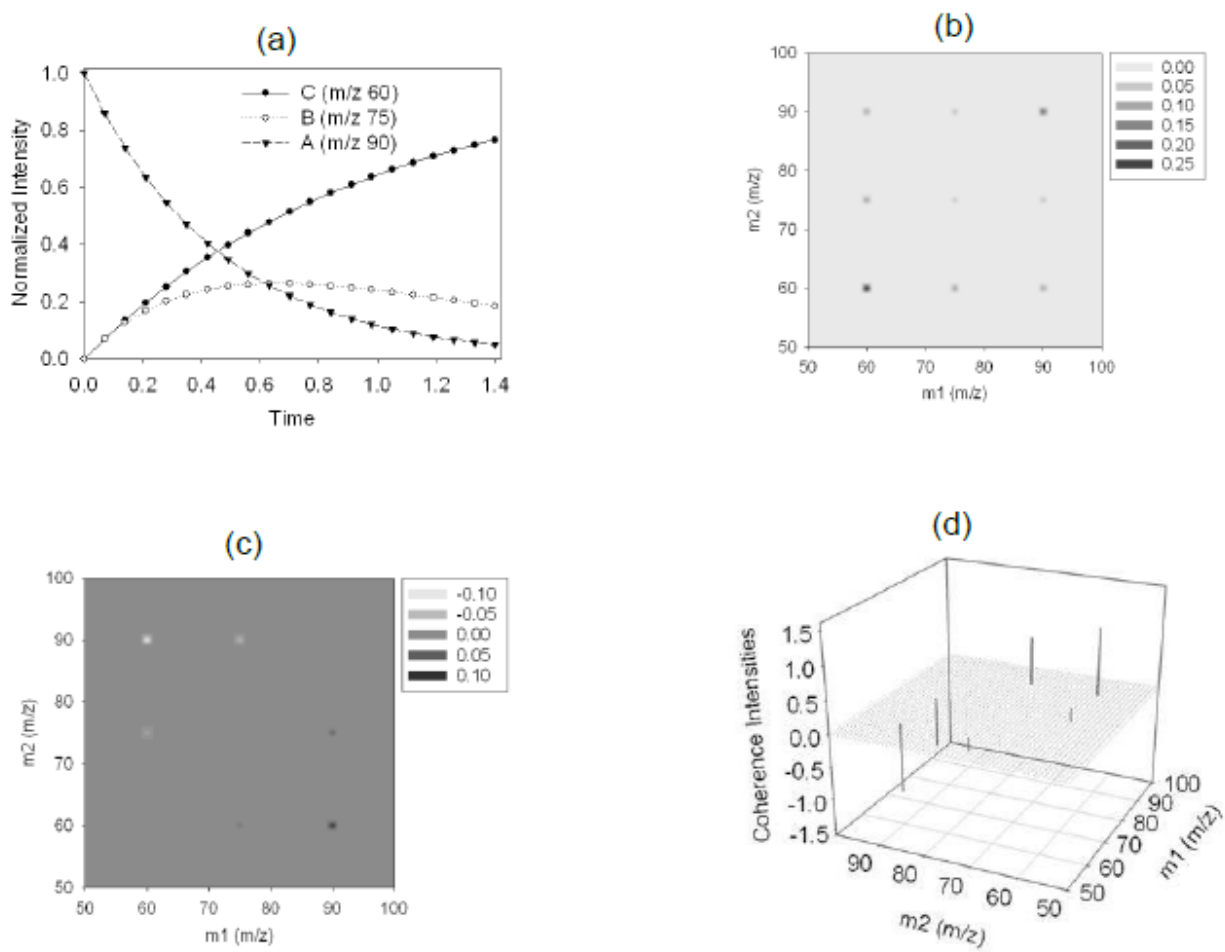 (a)
1.0
0.8
0.6
0.4
0.2
0.0
Normalized Intensity
C (m/z 60)
B (m/z 75)
A (m/z 90)
0.0 0.2 0.4 0.6 0.8 1.0 1.2 1.4
Time
(b)
100
90
80
70
60
50
m2 (m/z)
0.00
0.05
0.10
0.15
0.20
0.25
50 60 70 80 90 100
m1 (m/z)
(c)
100
90
80
70
60
50
m2 (m/z)
-0.10
-0.05
0.00
0.05
0.10
50 60 70 80 90 100
m1 (m/z)
(d)
Coherence Intensities
1.5
1.0
0.5
0.0
-0.5
-1.0
-1.5
90 80 70 60 50
m2 (m/z)
100
90
80
70
60
50
m1 (m/z)